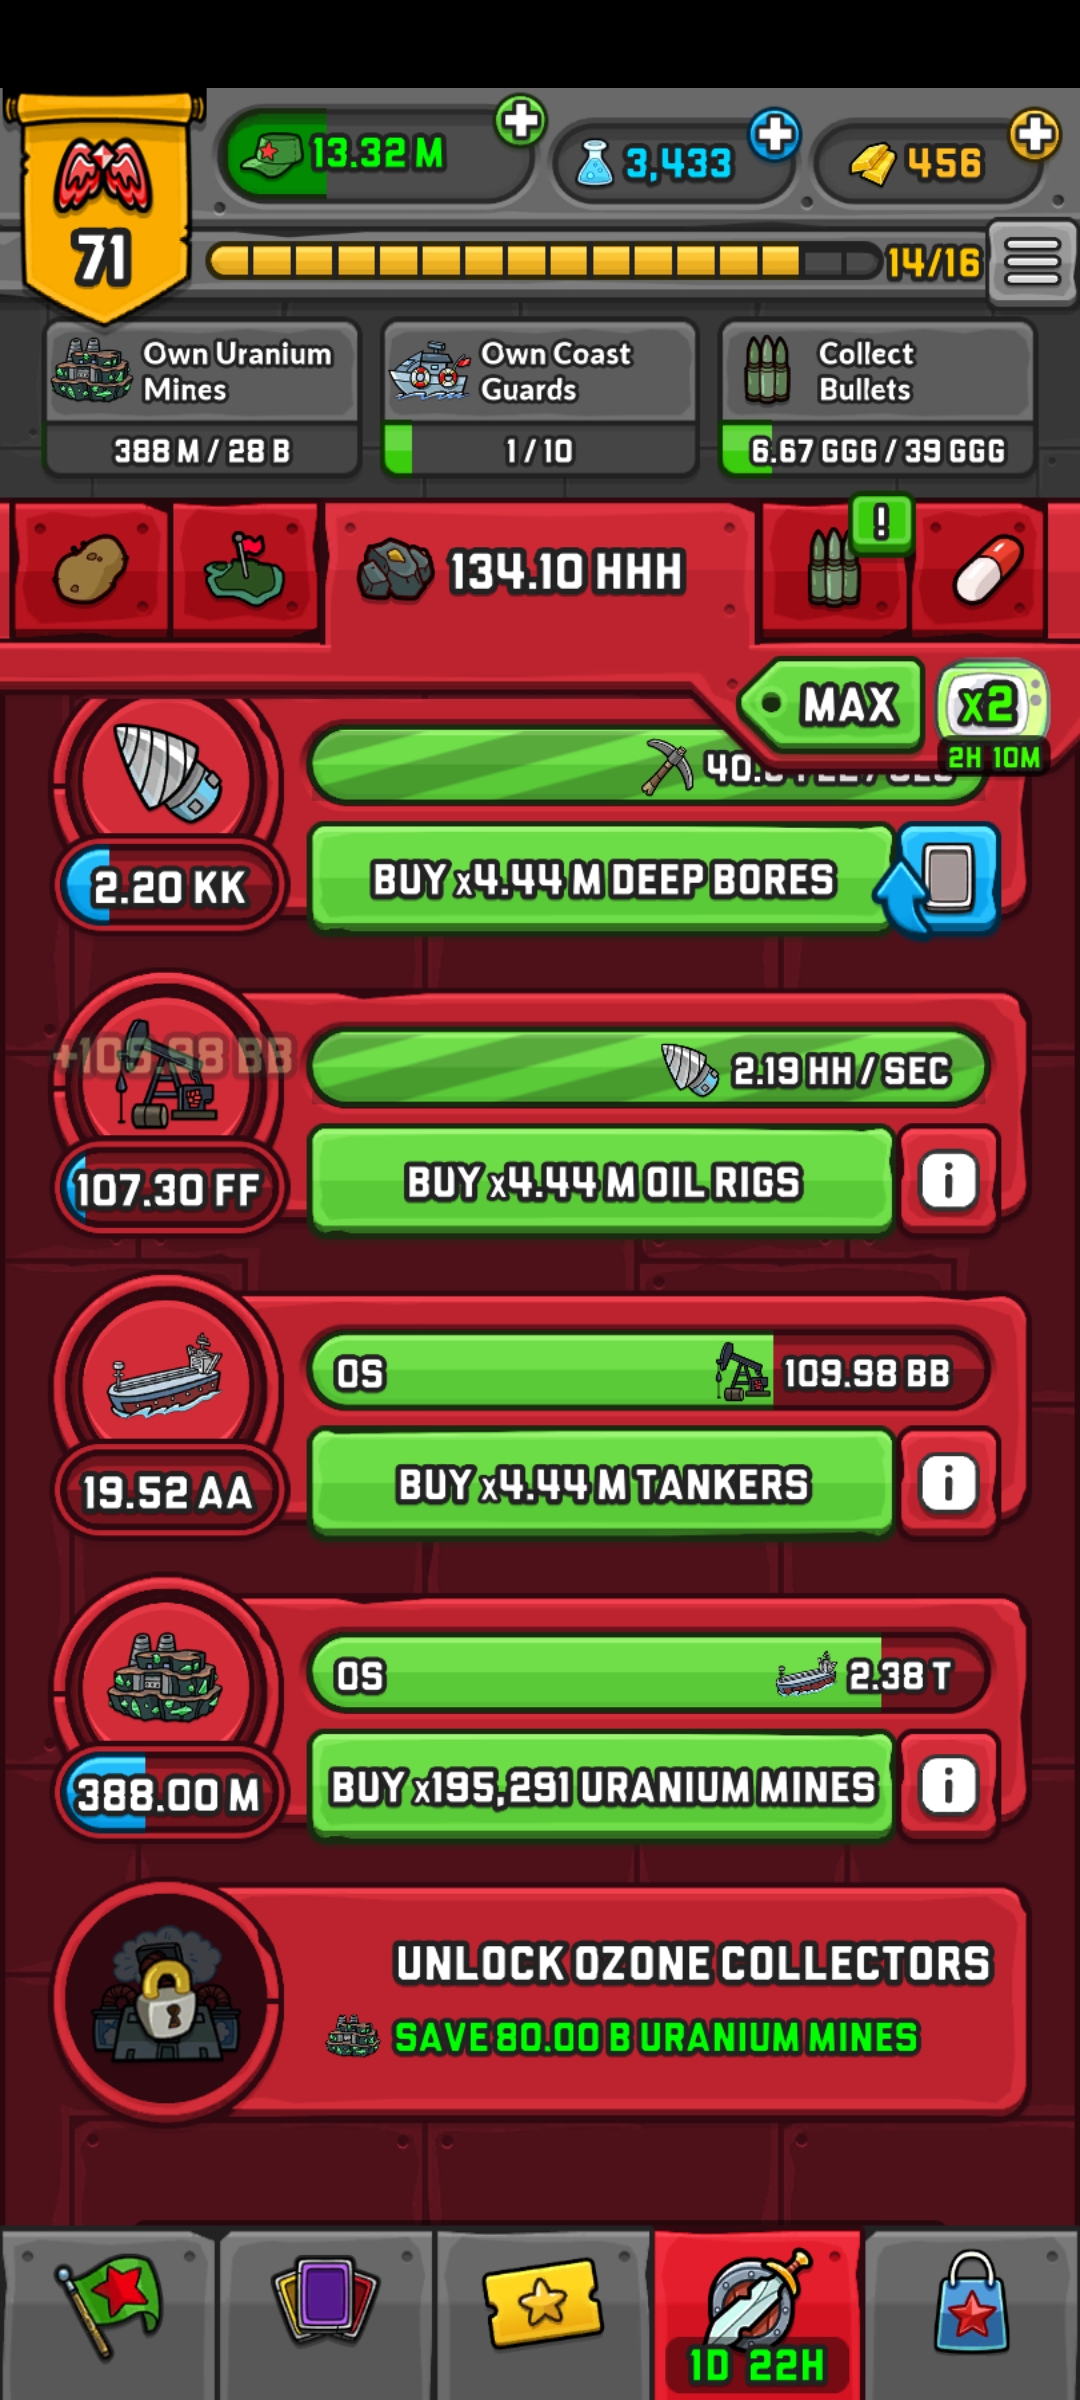 13.32 M
3,433
456
71
14/16
Own Uranium
Mines
388 M / 28 B
Own Coast
Guards
1 / 10
Collect
Bullets
6.67 GGG / 39 GGG
134.10 HHH
!
MAX
x2
2H 10M
2.20 KK
BUY x4.44 M DEEP BORES
+109.98 BB
2.19 HH / SEC
107.30 FF
BUY x4.44 M OIL RIGS
i
0S
109.98 BB
19.52 AA
BUY x4.44 M TANKERS
i
0S
2.38 T
388.00 M
BUY x195,291 URANIUM MINES
i
UNLOCK OZONE COLLECTORS
SAVE 80.00 B URANIUM MINES
1D 22H